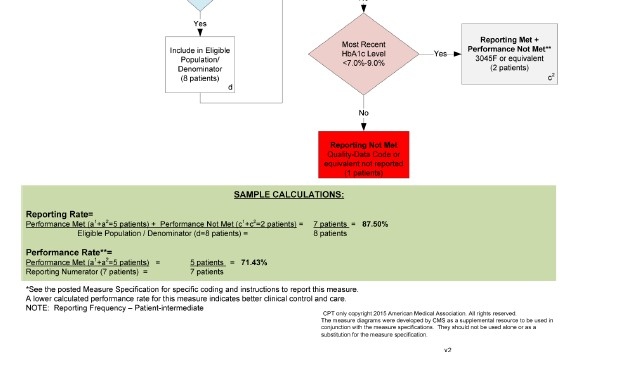 No
Yes
Include in Eligible
Population/
Denominator
(8 patients)
d
Most Recent
HbA1c Level
<7.0%-9.0%
Yes
Reporting Met +
Performance Not Met**
3045F or equivalent
(2 patients)
c²
No
Reporting Not Met
Quality-Data Code or
equivalent not reported
(1 patients)
SAMPLE CALCULATIONS:
Reporting Rate=
Performance Met (a¹+a²=5 patients) + Performance Not Met (c¹+c²=2 patients) = 7 patients = 87.50%
Eligible Population / Denominator (d=8 patients) = 8 patients
Performance Rate**=
Performance Met (a¹+a²=5 patients) = 5 patients = 71.43%
Reporting Numerator (7 patients) = 7 patients
*See the posted Measure Specification for specific coding and instructions to report this measure.
A lower calculated performance rate for this measure indicates better clinical control and care.
NOTE: Reporting Frequency – Patient-intermediate
CPT only copyright 2015 American Medical Association. All rights reserved.
The measure diagrams were developed by CMS as a supplemental resource to be used in
conjunction with the measure specifications. They should not be used alone or as a
substitution for the measure specification.
v2